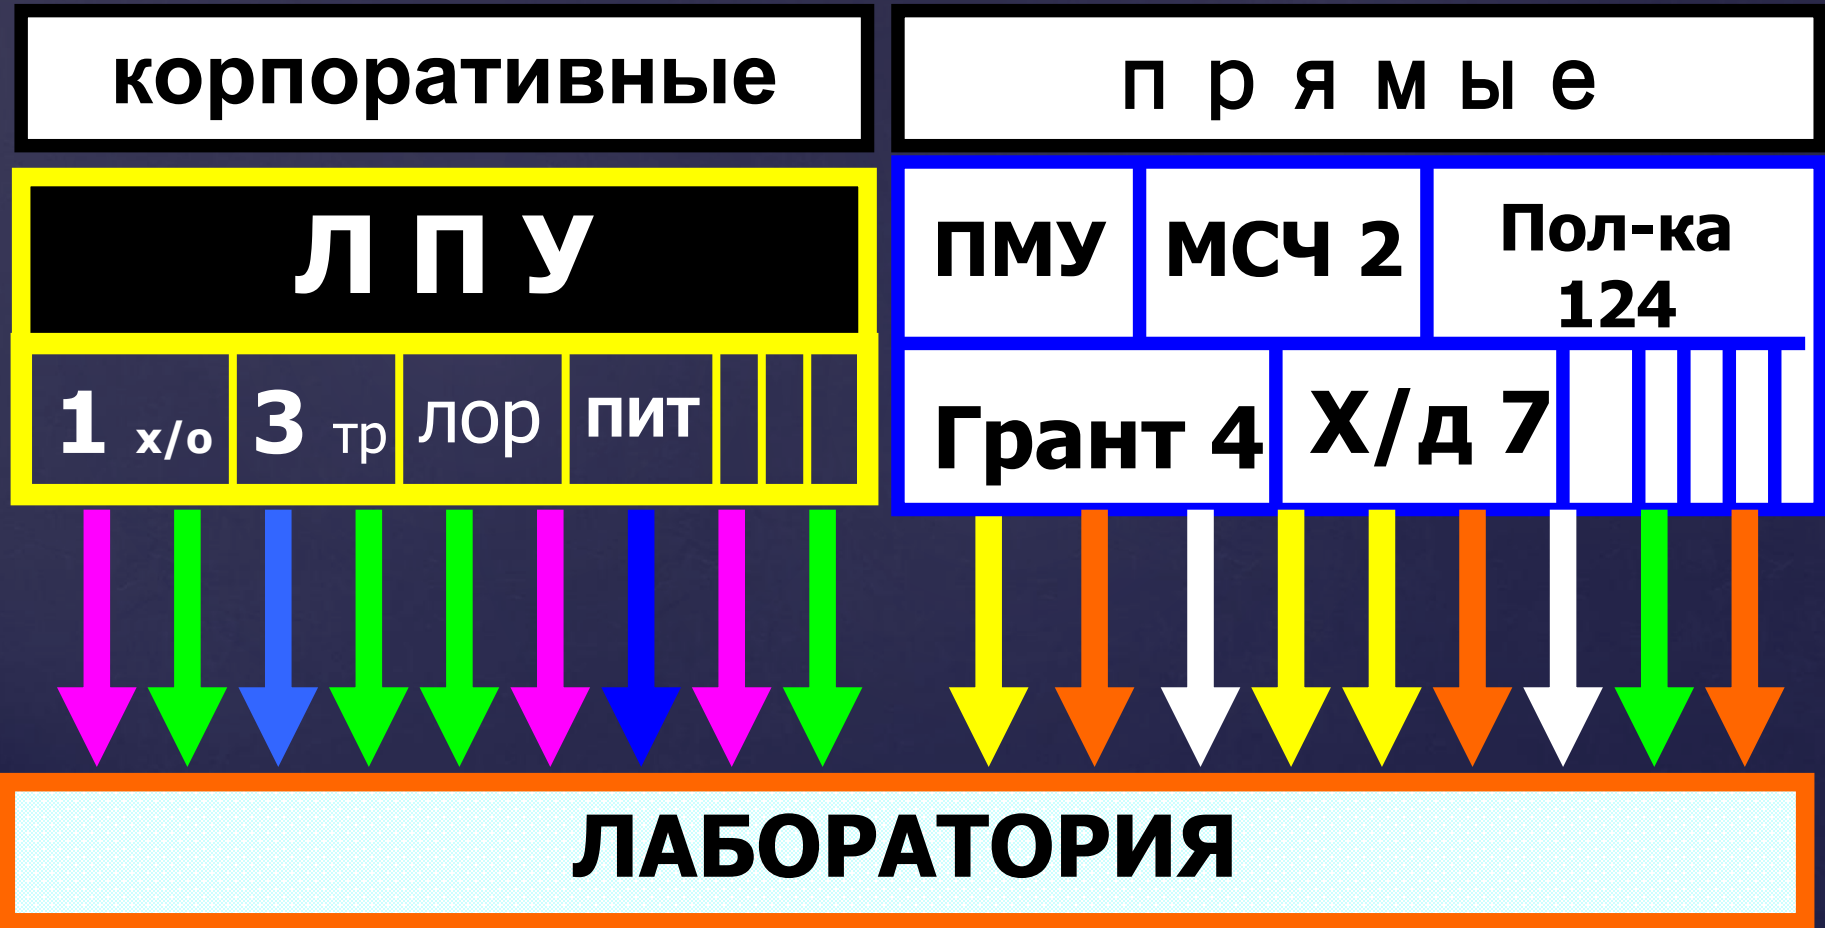 корпоративные
п р я м ы е
Л П У
ПМУ
МСЧ 2
Пол-ка
124
1 х/о
3 тр
лор
пит
Грант 4
Х/д 7
ЛАБОРАТОРИЯ